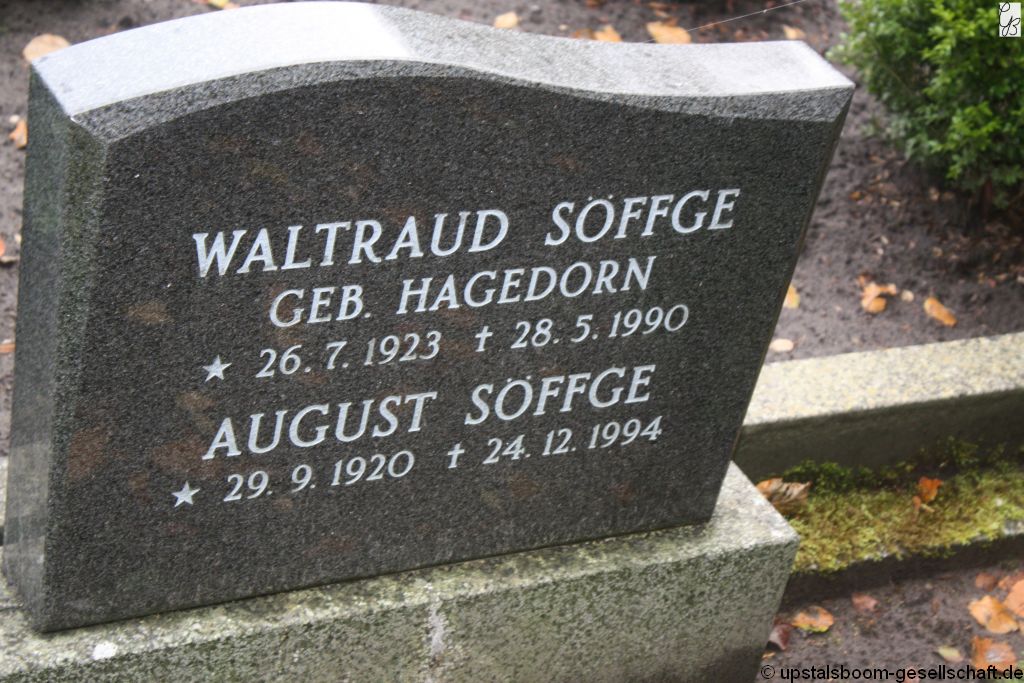 WALTRAUD SÖFFGE
GEB. HAGEDORN
★ 26. 7. 1923 † 28. 5. 1990
AUGUST SÖFFGE
★ 29. 9. 1920 † 24. 12. 1994
© upstalsboom-gesellschaft.de